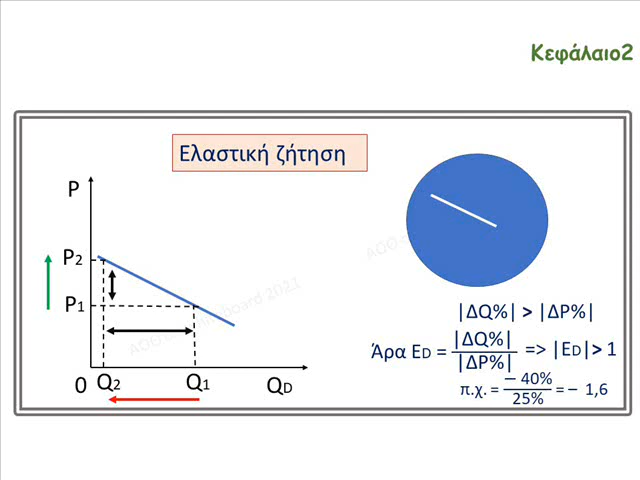 Κεφάλαιο2
Ελαστική ζήτηση
P
P2
P1
0
Q2
Q1
QD
|ΔQ%| > |ΔP%|
Άρα ED = |ΔQ%| / |ΔP%| => |ED| > 1
π.χ. = – 40% / 25% = – 1,6